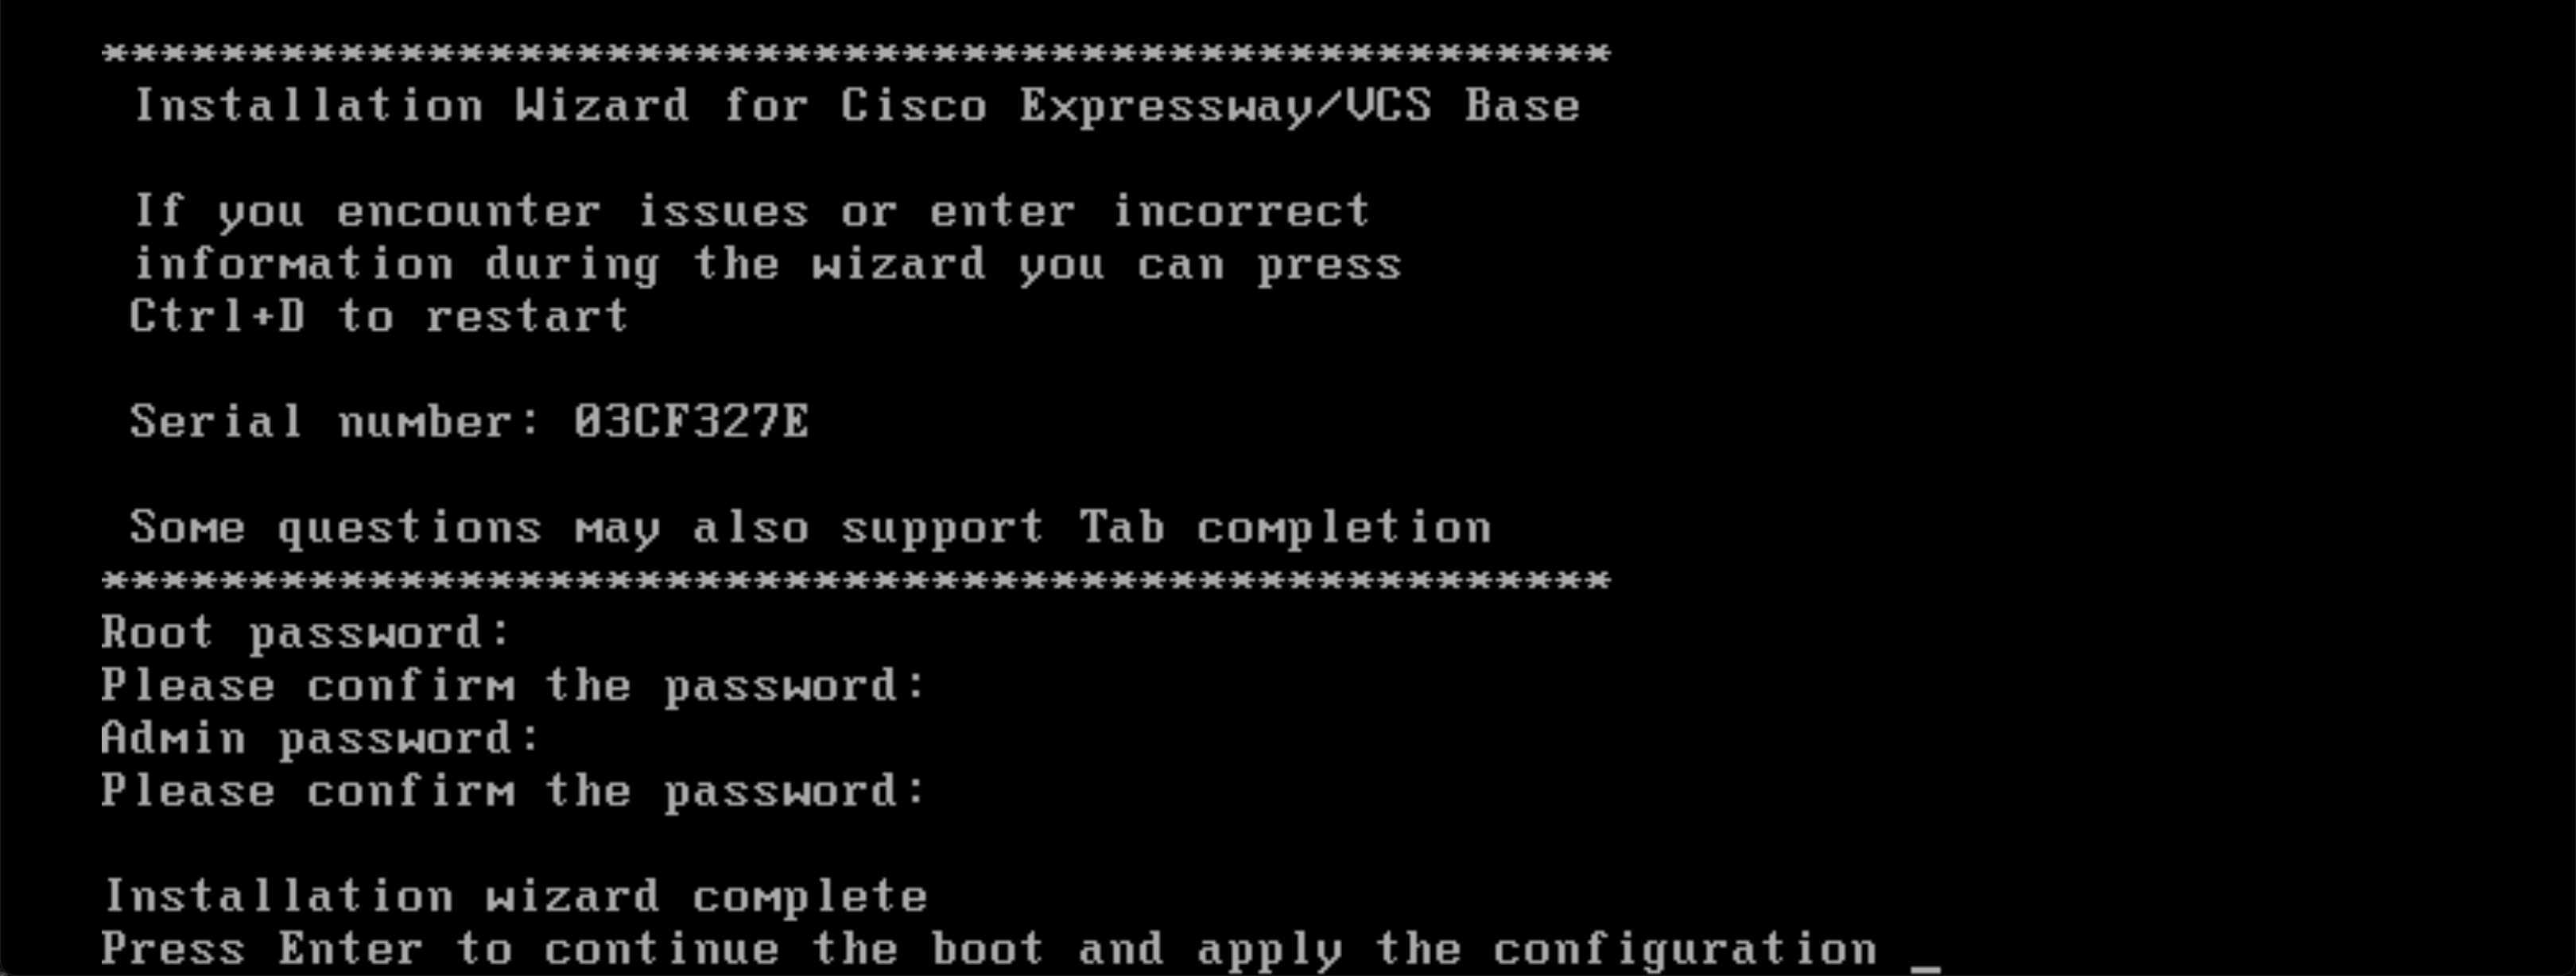 ***************************************************
Installation Wizard for Cisco Expressway/VCS Base
If you encounter issues or enter incorrect
information during the wizard you can press
Ctrl+D to restart
Serial number: 03CF327E
Some questions may also support Tab completion
***************************************************
Root password:
Please confirm the password:
Admin password:
Please confirm the password:
Installation wizard complete
Press Enter to continue the boot and apply the configuration _